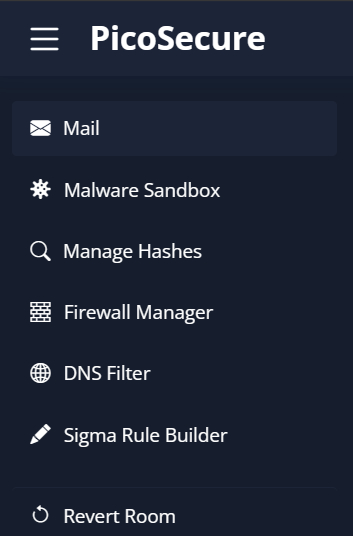 PicoSecure
Mail
Malware Sandbox
Manage Hashes
Firewall Manager
DNS Filter
Sigma Rule Builder
Revert Room